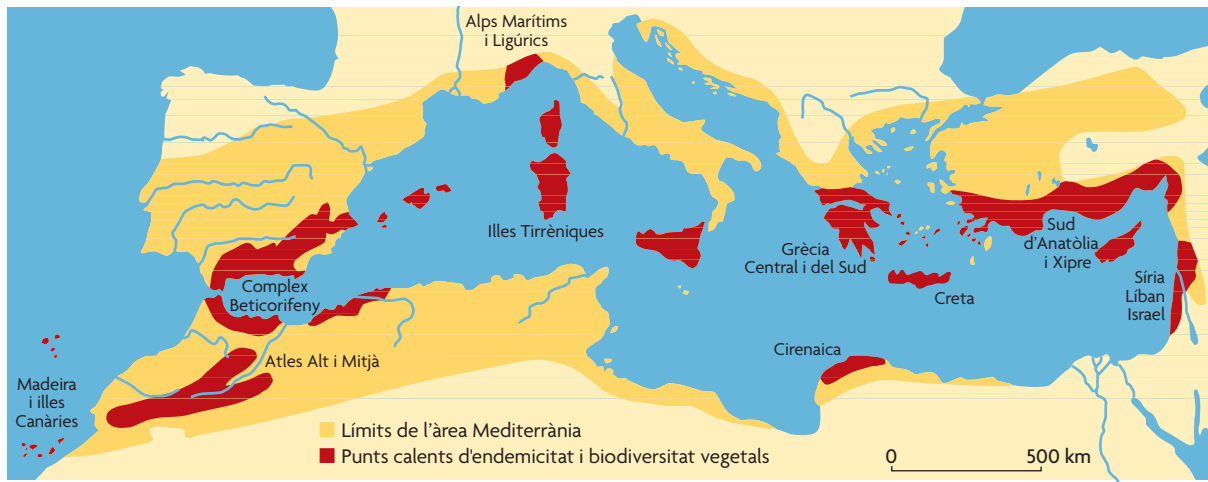 Alps Marítims
i Ligúrics
Illes Tirrèniques
Grècia
Central i del Sud
Sud
d'Anatòlia
i Xipre
Síria
Líban
Israel
Creta
Complex
Beticorifeny
Cirenaica
Atles Alt i Mitjà
Madeira
i illes
Canàries
Límits de l'àrea Mediterrània
Punts calents d'endemicitat i biodiversitat vegetals
0 500 km